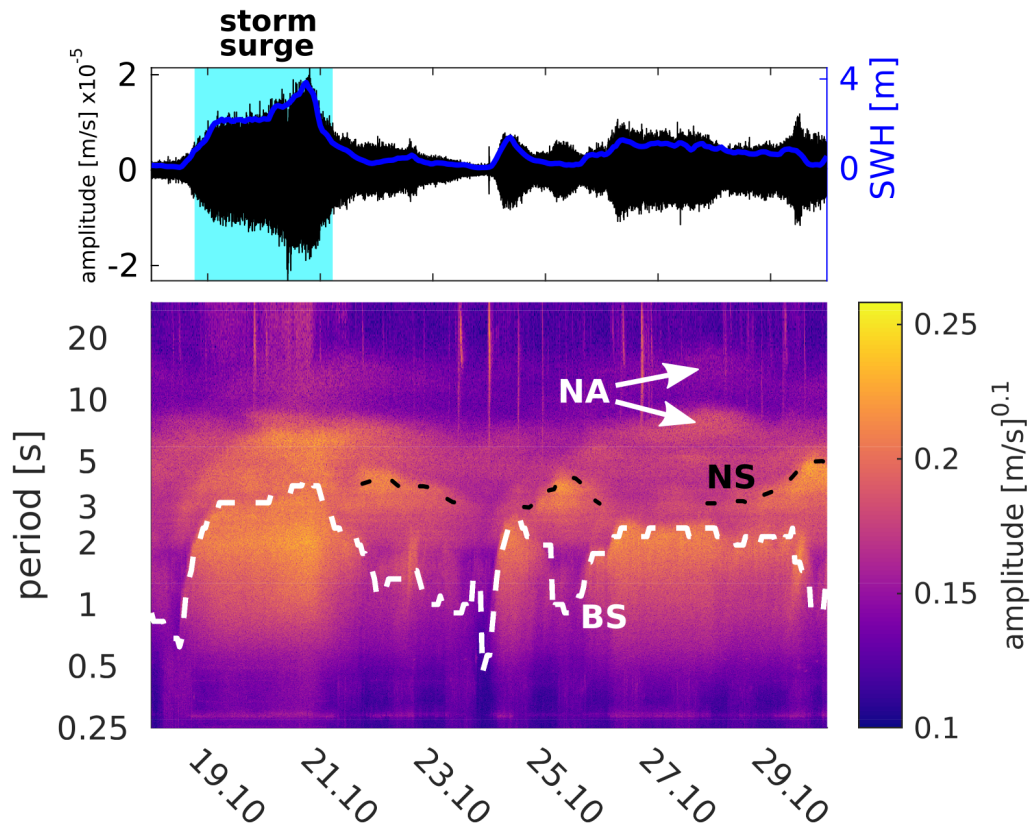 storm
surge
amplitude [m/s] x10⁻⁵
2
0
-2
4
0
SWH [m]
period [s]
20
10
5
3
2
1
0.5
0.25
NA
NS
BS
19.10
21.10
23.10
25.10
27.10
29.10
0.25
0.2
0.15
0.1
amplitude [m/s]⁰·¹